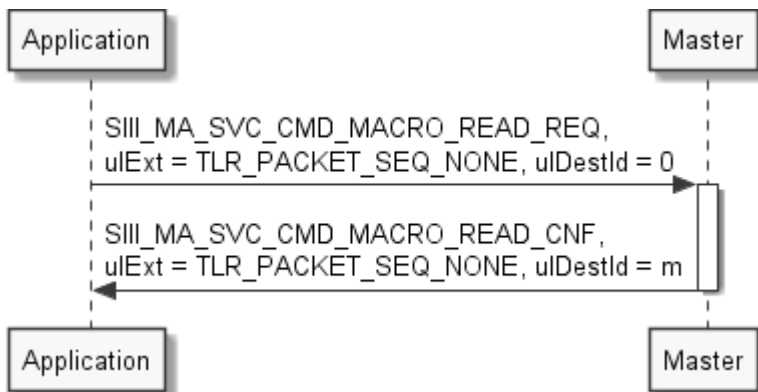 Application
Master
SIII_MA_SVC_CMD_MACRO_READ_REQ,
ulExt = TLR_PACKET_SEQ_NONE, ulDestId = 0
SIII_MA_SVC_CMD_MACRO_READ_CNF,
ulExt = TLR_PACKET_SEQ_NONE, ulDestId = m
Application
Master